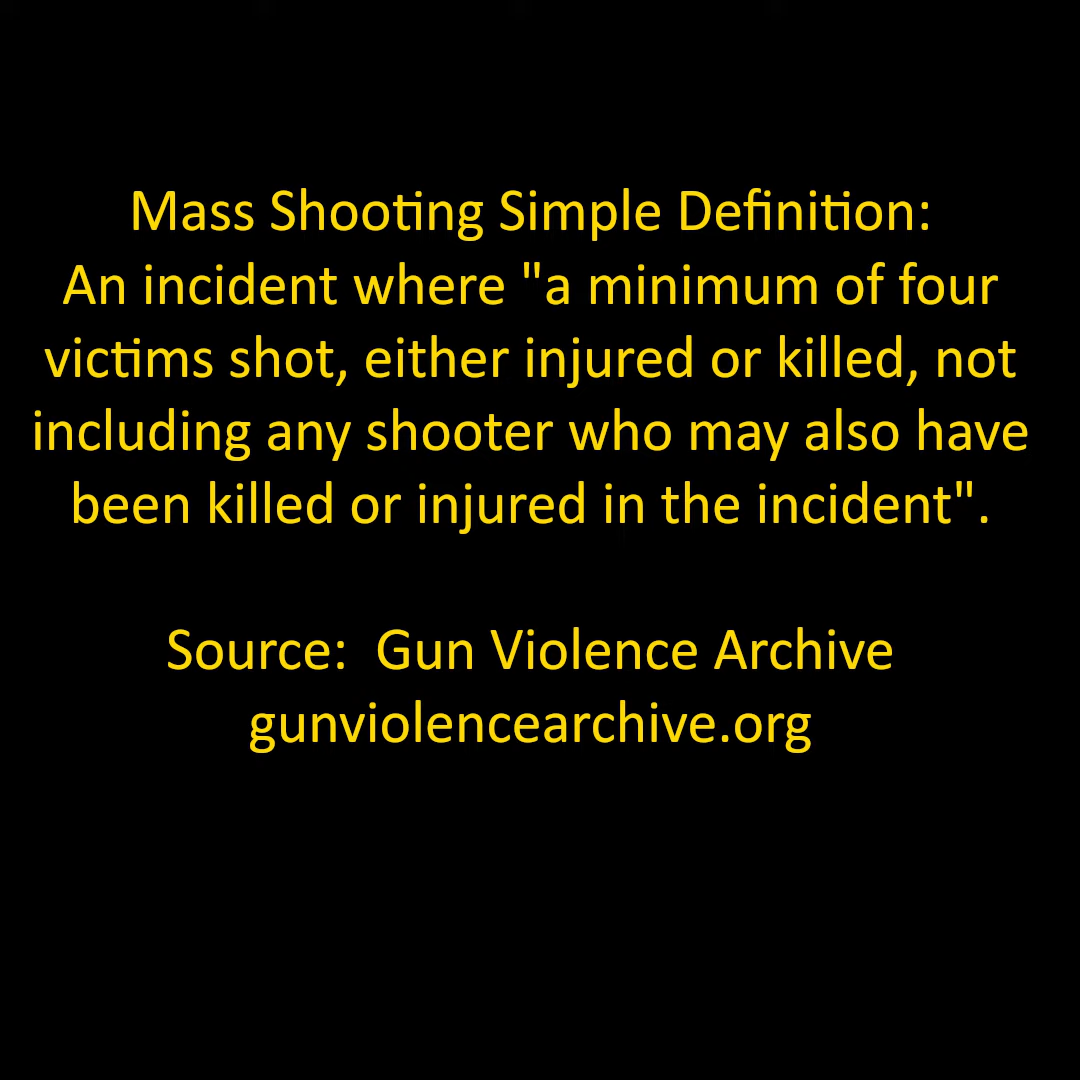 Mass Shooting Simple Definition:
An incident where "a minimum of four
victims shot, either injured or killed, not
including any shooter who may also have
been killed or injured in the incident".
Source:  Gun Violence Archive
gunviolencearchive.org